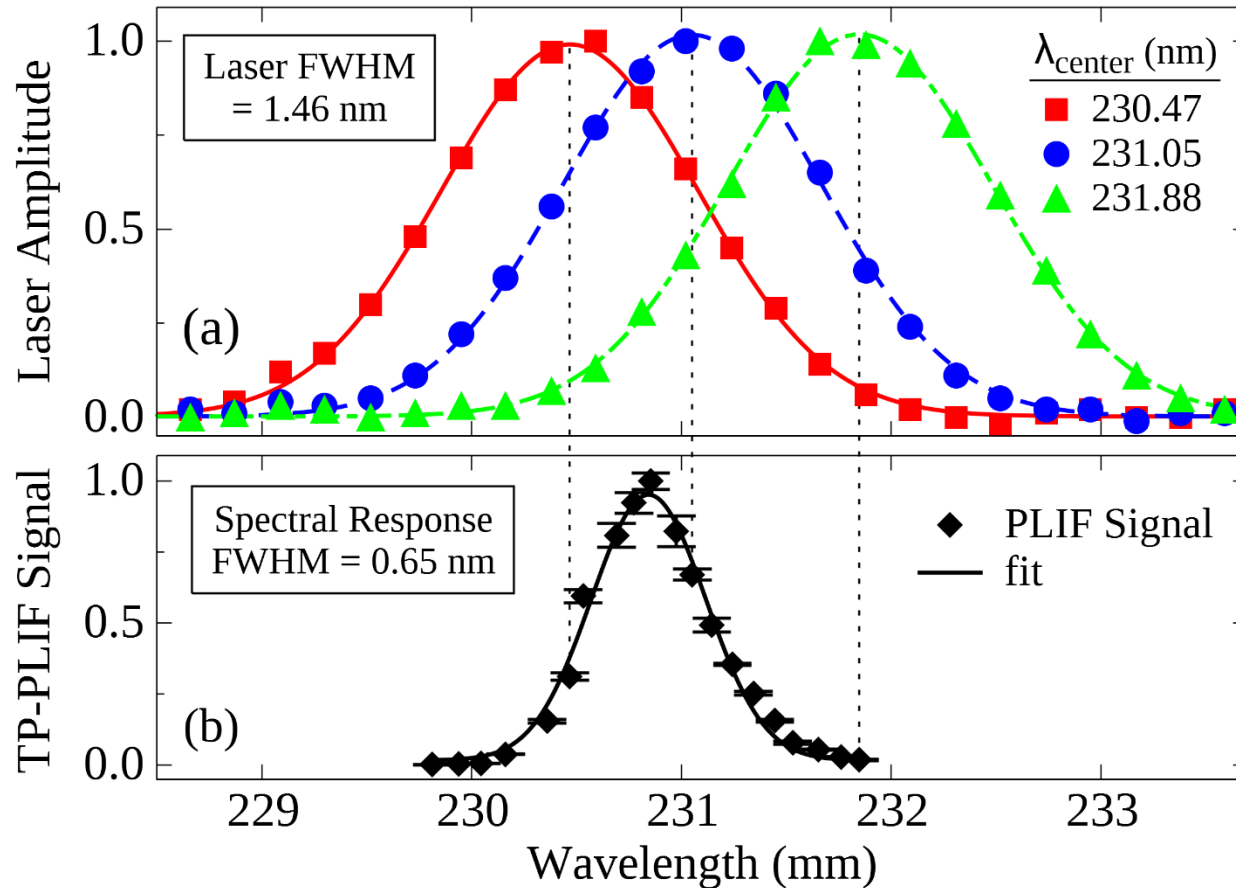 Laser Amplitude
1.0
0.5
0.0
Laser FWHM
= 1.46 nm
(a)
λcenter (nm)
230.47
231.05
231.88
TP-PLIF Signal
1.0
0.5
0.0
Spectral Response
FWHM = 0.65 nm
(b)
PLIF Signal
fit
229 230 231 232 233
Wavelength (mm)